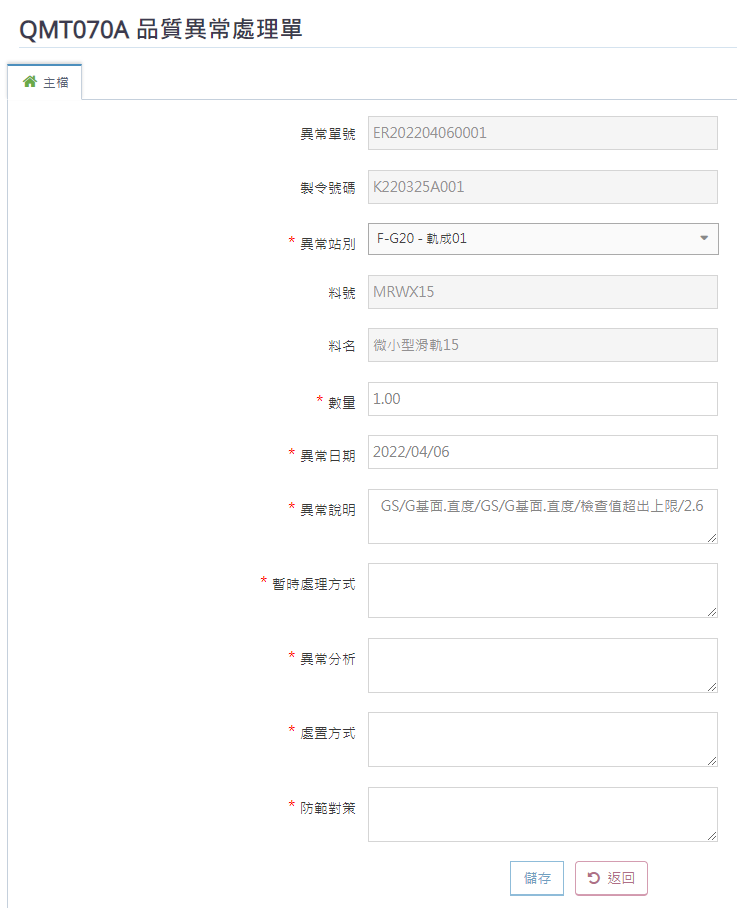 QMT070A 品質異常處理單
主檔
異常單號 ER202204060001
製令號碼 K220325A001
* 異常站別 F-G20 - 軌成01
料號 MRWX15
料名 微小型滑軌15
* 數量 1.00
* 異常日期 2022/04/06
* 異常說明 GS/G基面.直度/GS/G基面.直度/檢查值超出上限/2.6
* 暫時處理方式
* 異常分析
* 處置方式
* 防範對策
儲存 返回